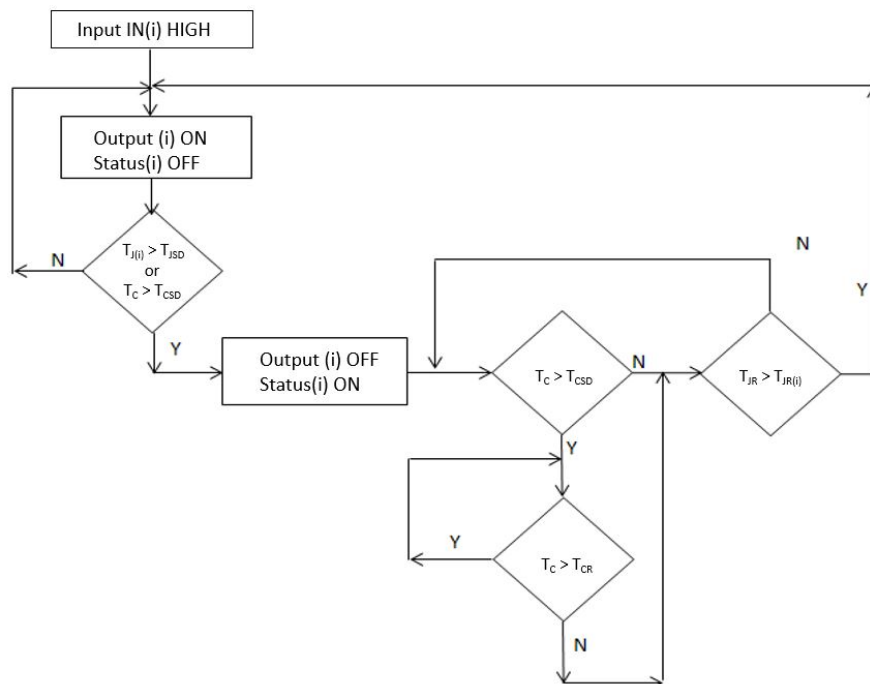 Input IN(i) HIGH
Output (i) ON
Status(i) OFF
TJ(i) > TJSD
or
TC > TCSD
N
Y
Output (i) OFF
Status(i) ON
TC > TCSD
N
Y
TJR > TJR(i)
N
Y
TC > TCR
Y
N